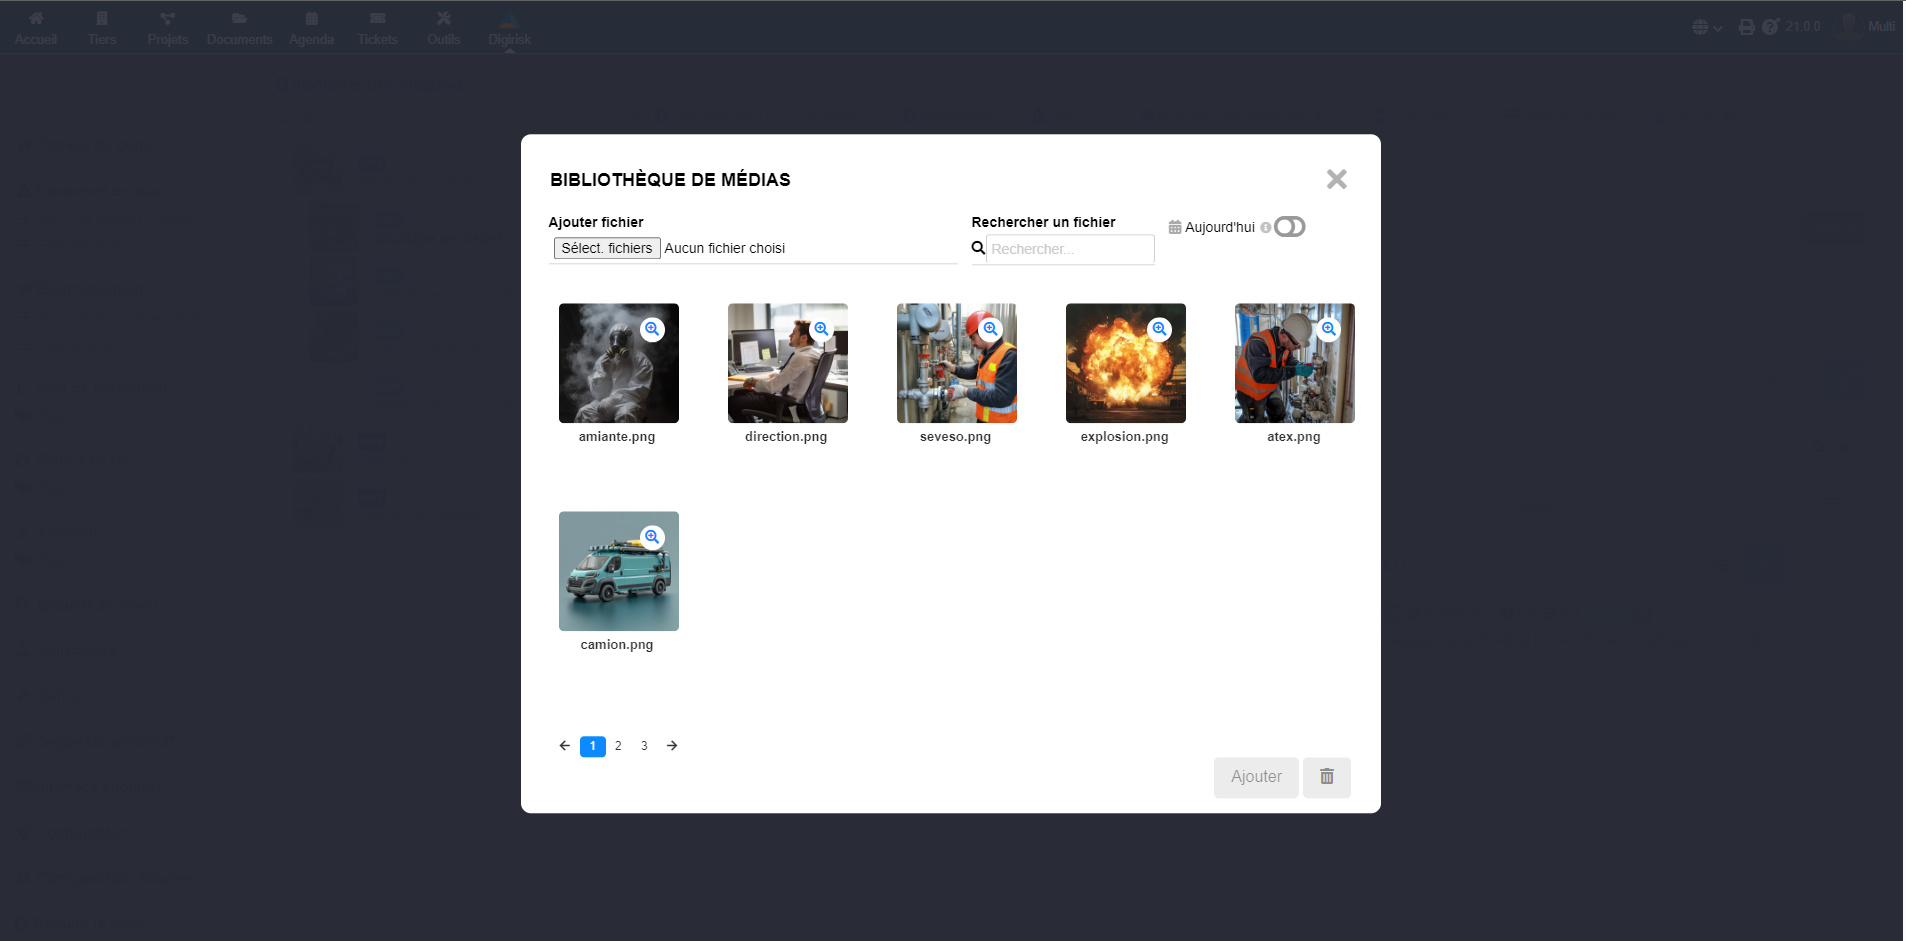 Accueil
Tiers
Projets
Documents
Agenda
Tickets
Outils
Digirisk
21.0.0
Multi
BIBLIOTHÈQUE DE MÉDIAS
Ajouter fichier
Rechercher un fichier
Aujourd'hui
Sélect. fichiers Aucun fichier choisi
Rechercher...
amiante.png
direction.png
seveso.png
explosion.png
atex.png
camion.png
1 2 3
Ajouter